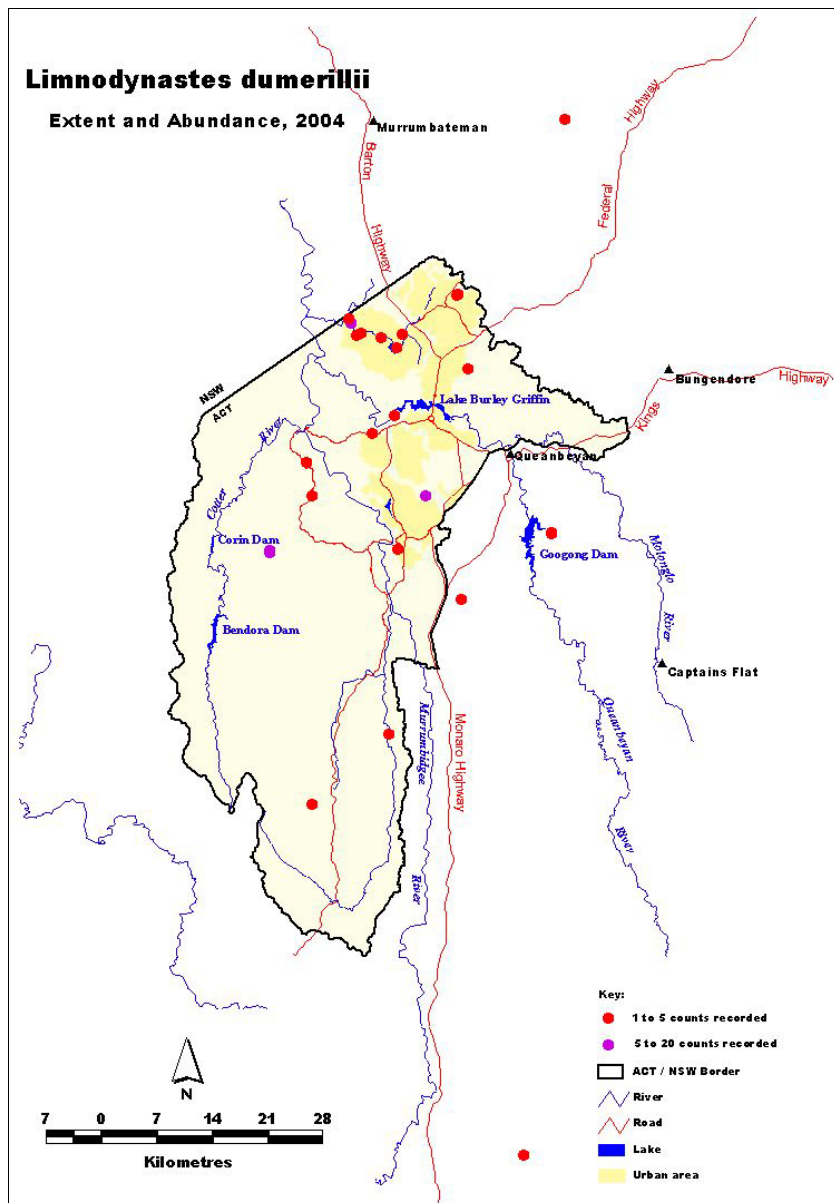 Limnodynastes dumerillii
Extent and Abundance, 2004
Murrumbateman
Barton
Highway
Federal
Highway
NSW
ACT
Lake Burley Griffin
Bungendore
Kings
Highway
Queanbeyan
Cotter
River
Corin Dam
Bendora Dam
Googong Dam
Molonglo
River
Captains Flat
Queanbeyan
River
Murrumbidgee
River
Monaro Highway
Key:
1 to 5 counts recorded
5 to 20 counts recorded
ACT / NSW Border
River
Road
Lake
Urban area
N
7 0 7 14 21 28
Kilometres